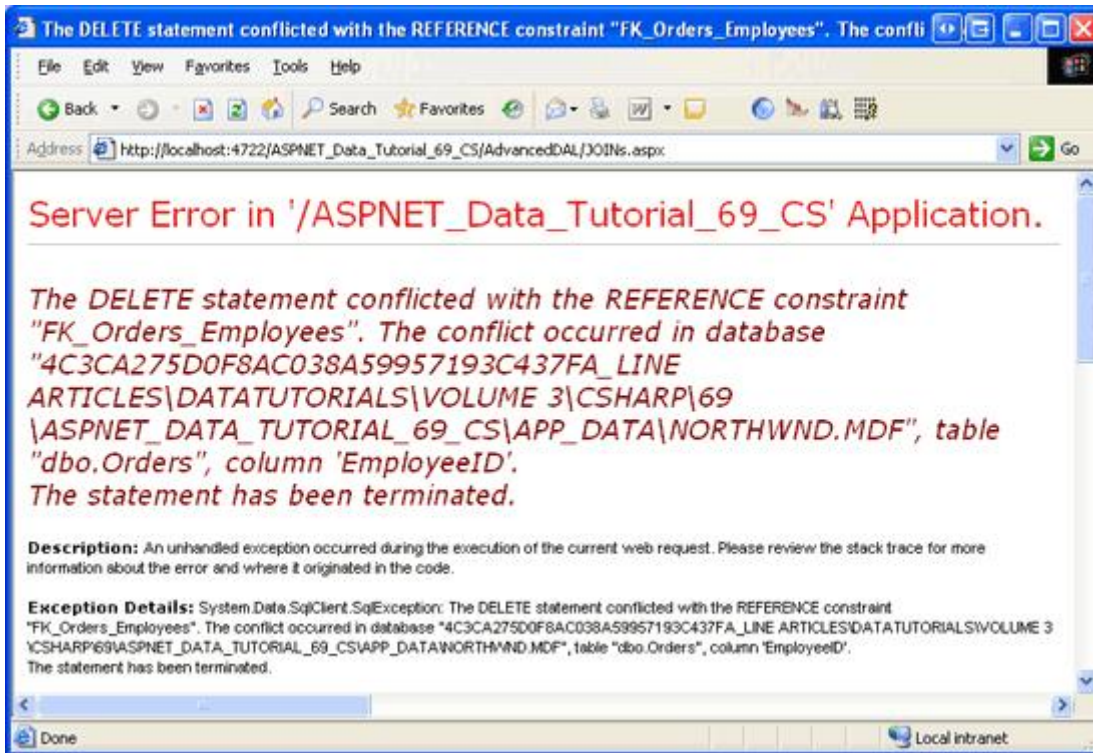 The DELETE statement conflicted with the REFERENCE constraint "FK_Orders_Employees". The confli
File Edit View Favorites Tools Help
Back Search Favorites
Address http://localhost:4722/ASPNET_Data_Tutorial_69_CS/AdvancedDAL/JOINs.aspx Go
Server Error in '/ASPNET_Data_Tutorial_69_CS' Application.
The DELETE statement conflicted with the REFERENCE constraint
"FK_Orders_Employees". The conflict occurred in database
"4C3CA275D0F8AC038A59957193C437FA_LINE
ARTICLES\DATATUTORIALS\VOLUME 3\CSHARP\69
\ASPNET_DATA_TUTORIAL_69_CS\APP_DATA\NORTHWND.MDF", table
"dbo.Orders", column 'EmployeeID'.
The statement has been terminated.
Description: An unhandled exception occurred during the execution of the current web request. Please review the stack trace for more
information about the error and where it originated in the code.
Exception Details: System.Data.SqlClient.SqlException: The DELETE statement conflicted with the REFERENCE constraint
"FK_Orders_Employees". The conflict occurred in database "4C3CA275D0F8AC038A59957193C437FA_LINE ARTICLES\DATATUTORIALS\VOLUME 3
\CSHARP\69\ASPNET_DATA_TUTORIAL_69_CS\APP_DATA\NORTHWND.MDF", table "dbo.Orders", column 'EmployeeID'.
The statement has been terminated.
Done Local intranet